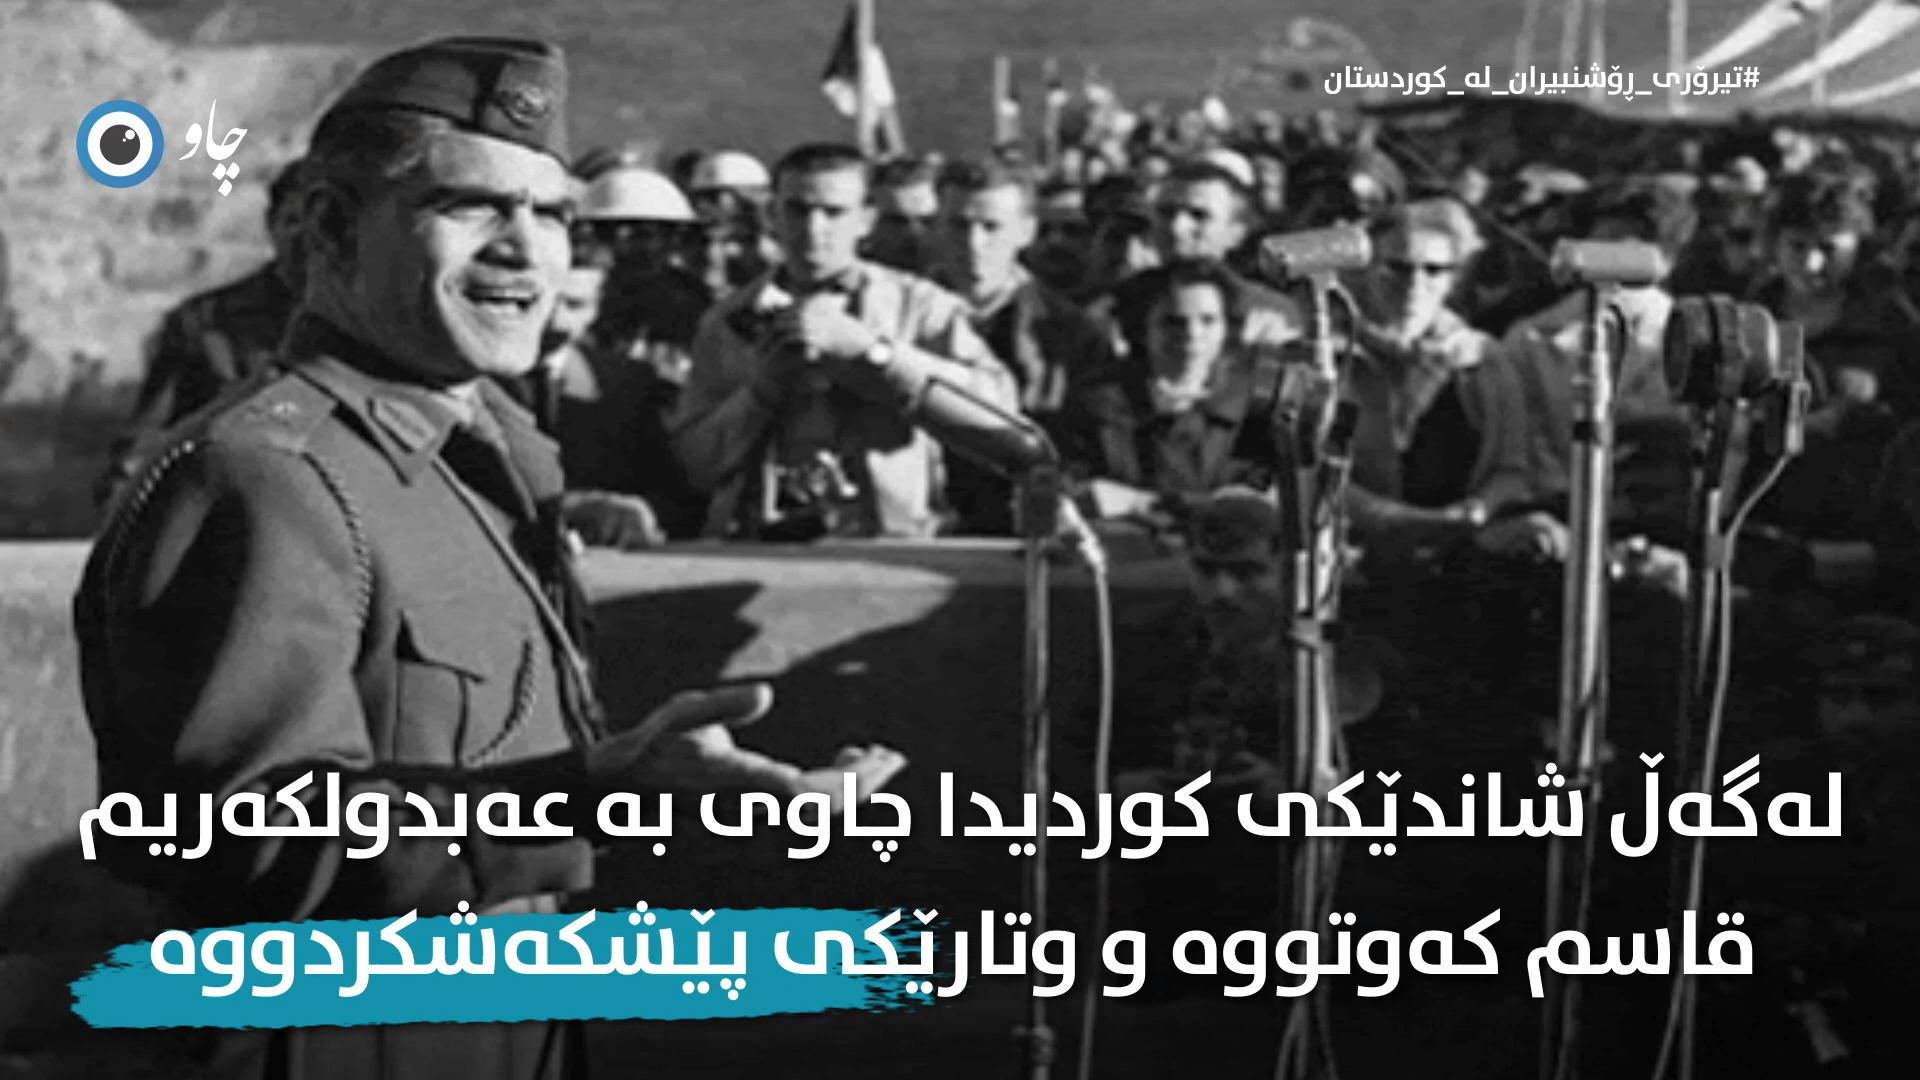 #تیرۆری_ڕۆشنبیران_لە_کوردستان
چاو
لەگەڵ شاندێکی کوردیدا چاوی بە عەبدولکەریم
قاسم کەوتووە و وتارێکی پێشکەشکردووە